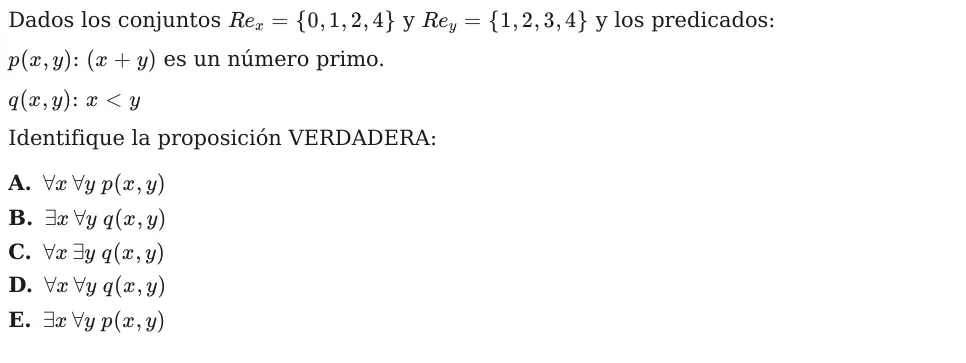 Dados los conjuntos Reₓ = {0, 1, 2, 4} y Re_y = {1, 2, 3, 4} y los predicados:
p(x, y): (x + y) es un número primo.
q(x, y): x < y
Identifique la proposición VERDADERA:
A. ∀x ∀y p(x, y)
B. ∃x ∀y q(x, y)
C. ∀x ∃y q(x, y)
D. ∀x ∀y q(x, y)
E. ∃x ∀y p(x, y)